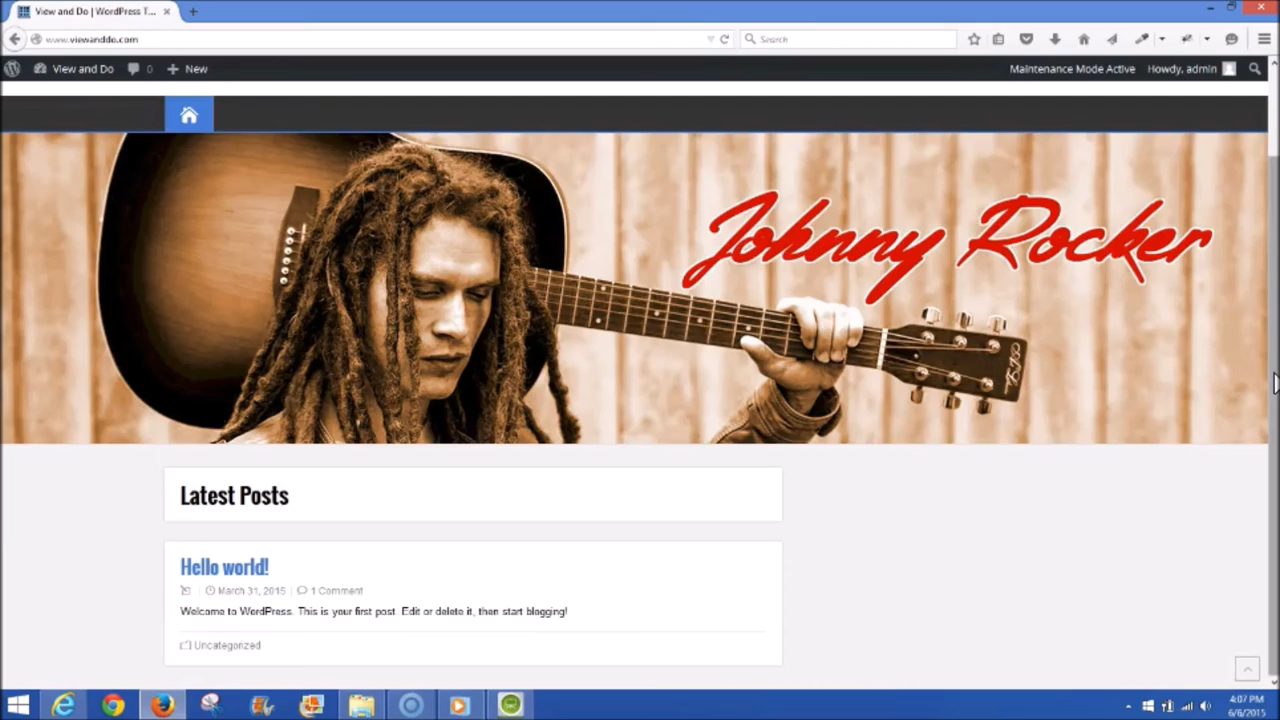 View and Do | WordPress T...
www.viewanddo.com
Search
View and Do 0 New
Maintenance Mode Active Howdy, admin
Johnny Rocker
Latest Posts
Hello world!
March 31, 2015 1 Comment
Welcome to WordPress. This is your first post. Edit or delete it, then start blogging!
Uncategorized
4:07 PM
6/6/2015